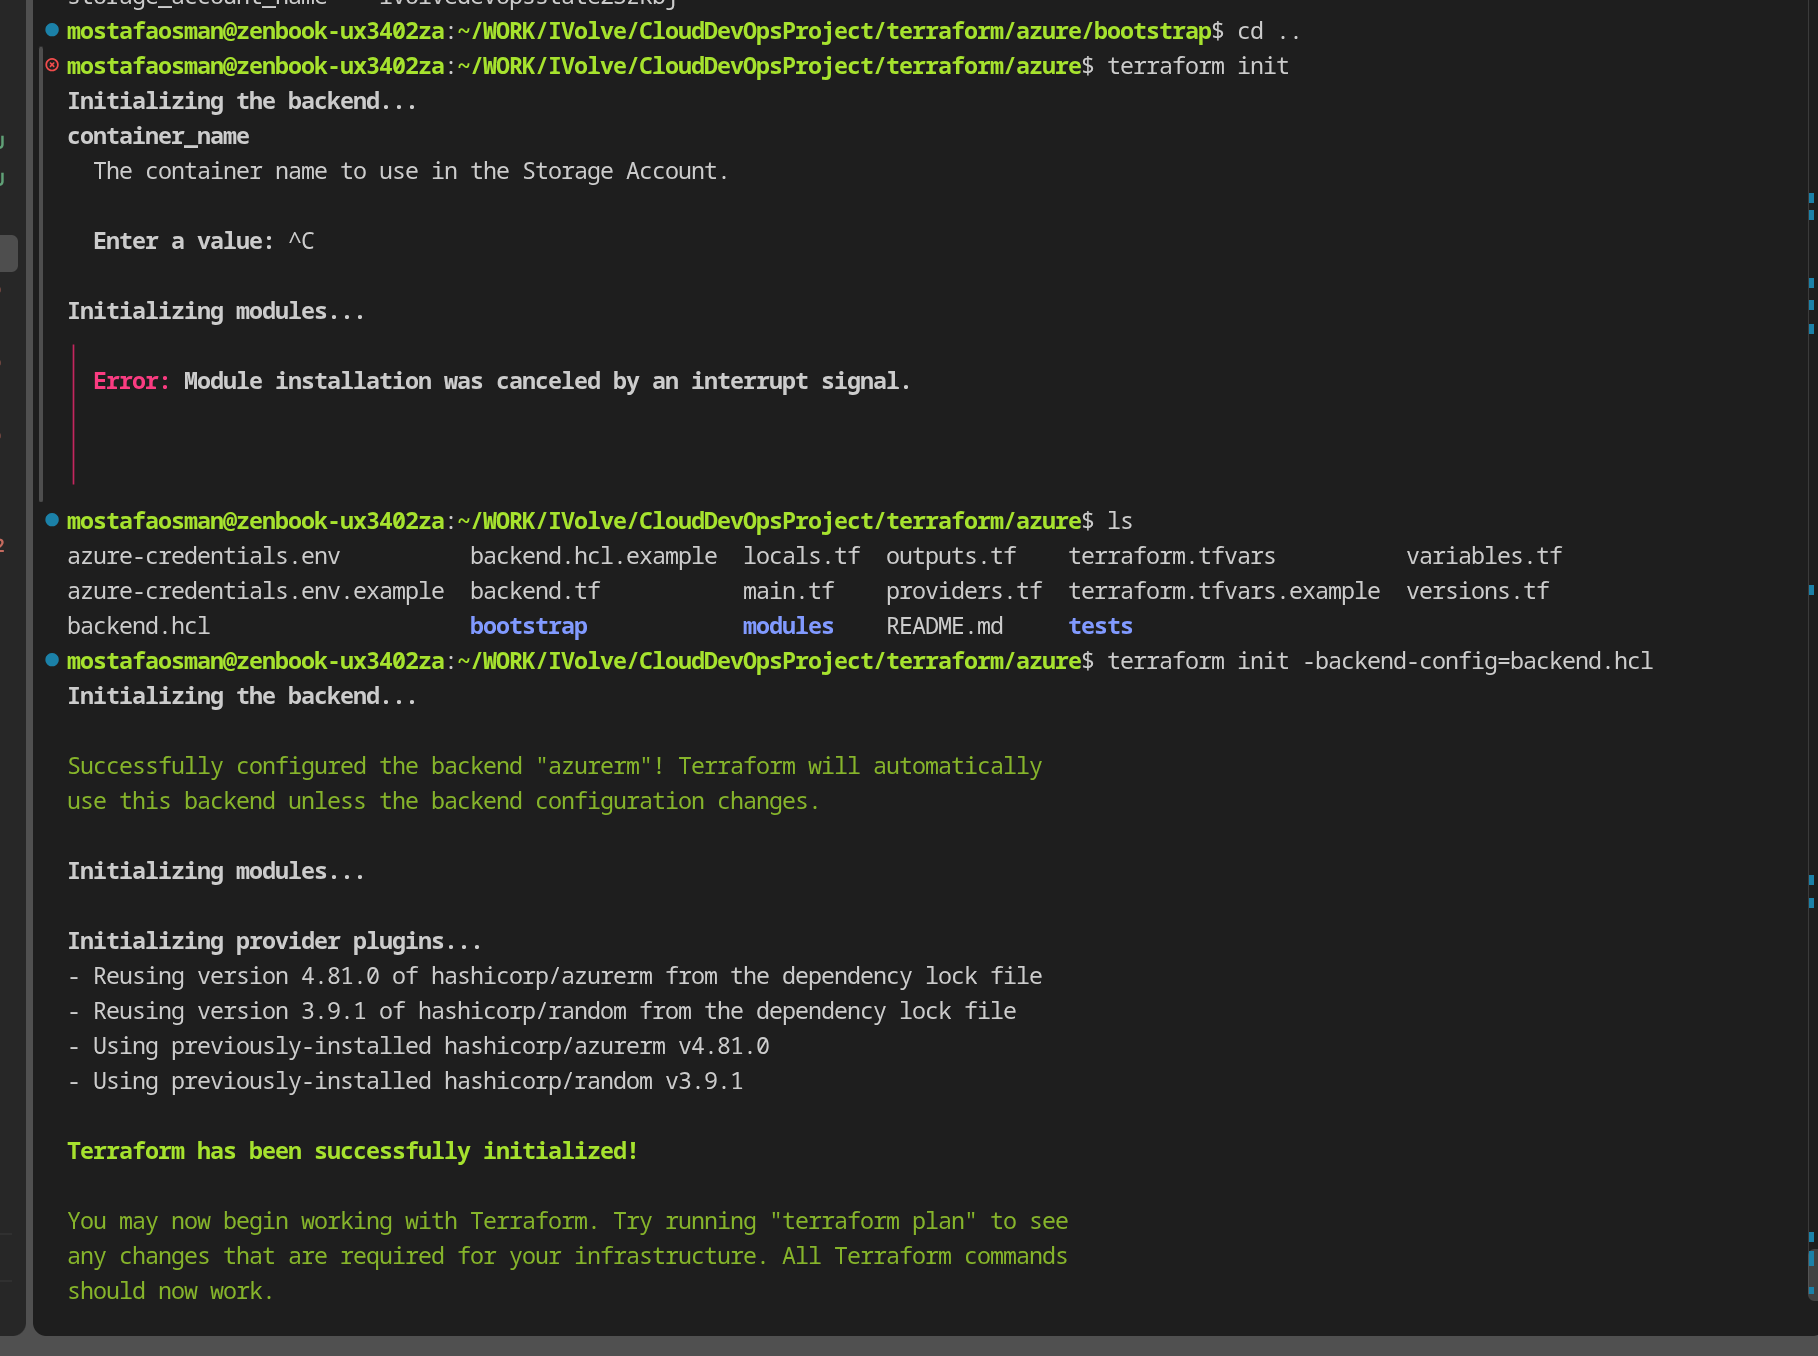 mostafaosman@zenbook-ux3402za:~/WORK/IVolve/CloudDevOpsProject/terraform/azure/bootstrap$ cd ..
mostafaosman@zenbook-ux3402za:~/WORK/IVolve/CloudDevOpsProject/terraform/azure$ terraform init
Initializing the backend...
container_name
  The container name to use in the Storage Account.

  Enter a value: ^C

Initializing modules...

  Error: Module installation was canceled by an interrupt signal.

mostafaosman@zenbook-ux3402za:~/WORK/IVolve/CloudDevOpsProject/terraform/azure$ ls
azure-credentials.env          backend.hcl.example  locals.tf  outputs.tf    terraform.tfvars          variables.tf
azure-credentials.env.example  backend.tf           main.tf    providers.tf  terraform.tfvars.example  versions.tf
backend.hcl                    bootstrap            modules    README.md     tests
mostafaosman@zenbook-ux3402za:~/WORK/IVolve/CloudDevOpsProject/terraform/azure$ terraform init -backend-config=backend.hcl
Initializing the backend...

Successfully configured the backend "azurerm"! Terraform will automatically
use this backend unless the backend configuration changes.

Initializing modules...

Initializing provider plugins...
- Reusing version 4.81.0 of hashicorp/azurerm from the dependency lock file
- Reusing version 3.9.1 of hashicorp/random from the dependency lock file
- Using previously-installed hashicorp/azurerm v4.81.0
- Using previously-installed hashicorp/random v3.9.1

Terraform has been successfully initialized!

You may now begin working with Terraform. Try running "terraform plan" to see
any changes that are required for your infrastructure. All Terraform commands
should now work.